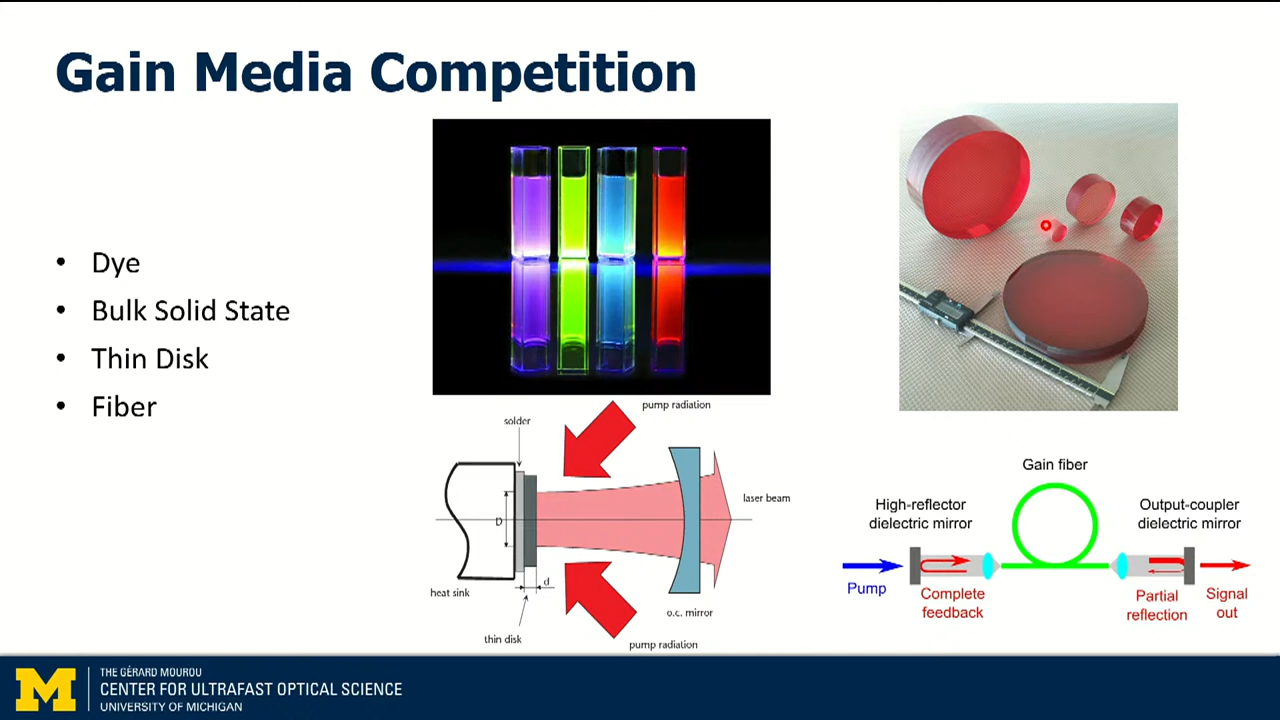 Gain Media Competition
• Dye
• Bulk Solid State
• Thin Disk
• Fiber
pump radiation
solder
laser beam
D
d
heat sink
o.c. mirror
thin disk
pump radiation
Gain fiber
High-reflector
dielectric mirror
Output-coupler
dielectric mirror
Pump
Complete
feedback
Partial
reflection
Signal
out
M
THE GÉRARD MOUROU
CENTER FOR ULTRAFAST OPTICAL SCIENCE
UNIVERSITY OF MICHIGAN